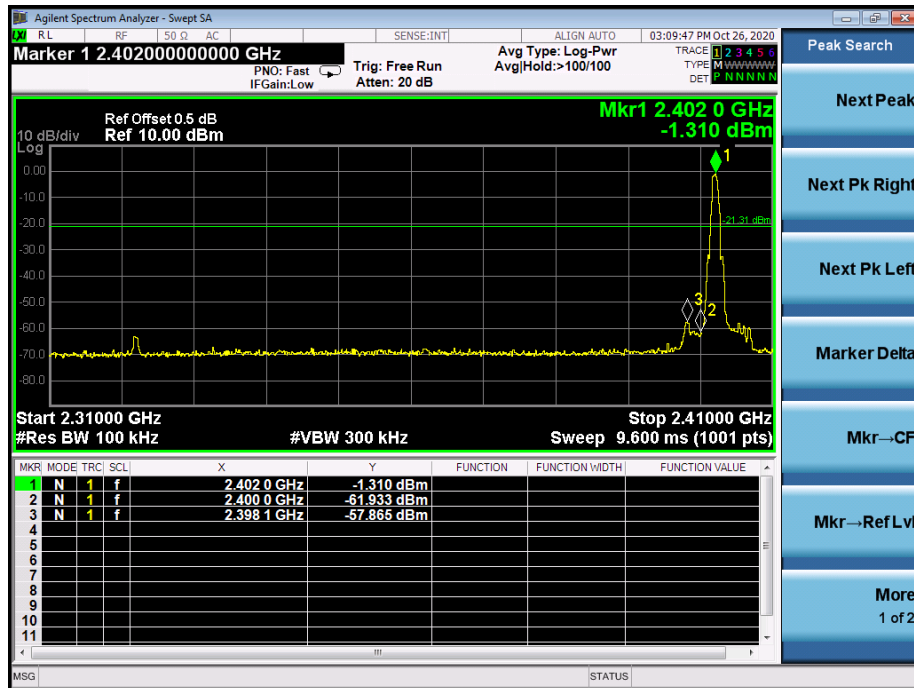 Agilent Spectrum Analyzer - Swept SA
LXI RL RF 50 Ω AC SENSE:INT ALIGN AUTO 03:09:47 PM Oct 26, 2020
Marker 1 2.402000000000 GHz
PNO: Fast
IFGain:Low
Trig: Free Run
Atten: 20 dB
Avg Type: Log-Pwr
Avg|Hold:>100/100
TRACE 1 2 3 4 5 6
TYPE M WWWWW
DET P N N N N N
Peak Search
Mkr1 2.402 0 GHz
-1.310 dBm
Ref Offset 0.5 dB
10 dB/div Ref 10.00 dBm
Log
1
0.00
-10.0
-20.0
-21.31 dBm
-30.0
-40.0
-50.0
3
2
-60.0
-70.0
-80.0
Start 2.31000 GHz Stop 2.41000 GHz
#Res BW 100 kHz #VBW 300 kHz Sweep 9.600 ms (1001 pts)
MKR MODE TRC SCL X Y FUNCTION FUNCTION WIDTH FUNCTION VALUE
1 N 1 f 2.402 0 GHz -1.310 dBm
2 N 1 f 2.400 0 GHz -61.933 dBm
3 N 1 f 2.398 1 GHz -57.865 dBm
4
5
6
7
8
9
10
11
MSG STATUS
Next Peak
Next Pk Right
Next Pk Left
Marker Delta
Mkr→CF
Mkr→Ref Lvl
More
1 of 2